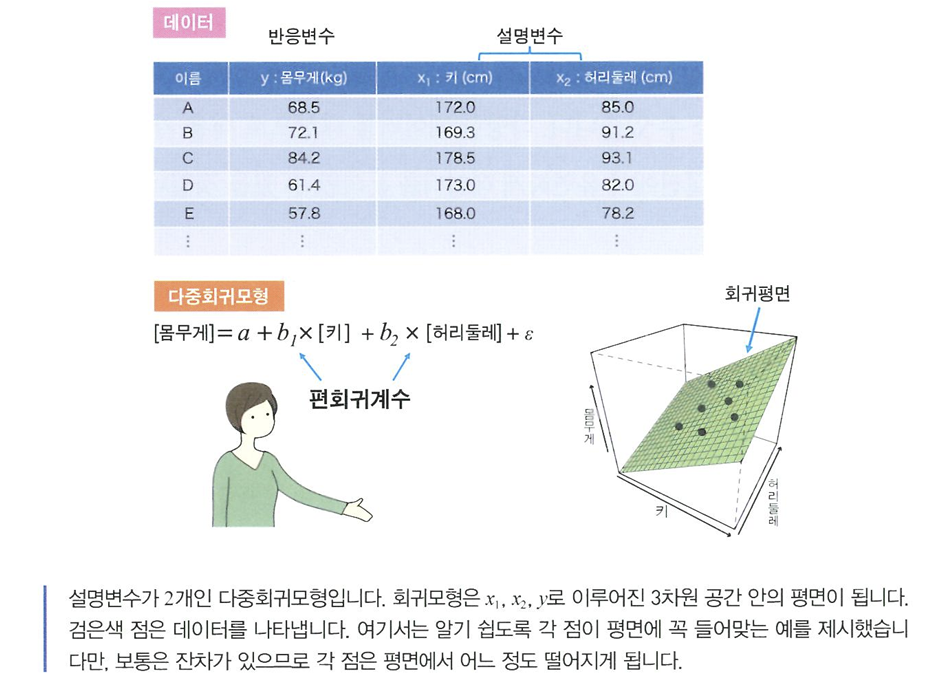 데이터
반응변수 설명변수
이름 y : 몸무게(kg) x₁ : 키 (cm) x₂ : 허리둘레 (cm)
A 68.5 172.0 85.0
B 72.1 169.3 91.2
C 84.2 178.5 93.1
D 61.4 173.0 82.0
E 57.8 168.0 78.2
⋮ ⋮ ⋮ ⋮
다중회귀모형
[몸무게] = a + b₁ × [키] + b₂ × [허리둘레] + ε
편회귀계수
회귀평면
몸무게
키
허리둘레
설명변수가 2개인 다중회귀모형입니다. 회귀모형은 x₁, x₂, y로 이루어진 3차원 공간 안의 평면이 됩니다.
검은색 점은 데이터를 나타냅니다. 여기서는 알기 쉽도록 각 점이 평면에 꼭 들어맞는 예를 제시했습니
다만, 보통은 잔차가 있으므로 각 점은 평면에서 어느 정도 떨어지게 됩니다.